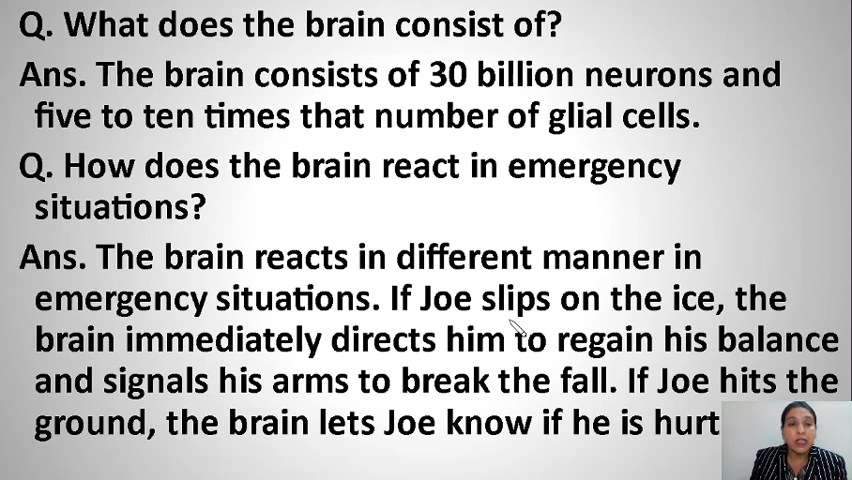 Q. What does the brain consist of?
Ans. The brain consists of 30 billion neurons and
five to ten times that number of glial cells.
Q. How does the brain react in emergency
situations?
Ans. The brain reacts in different manner in
emergency situations. If Joe slips on the ice, the
brain immediately directs him to regain his balance
and signals his arms to break the fall. If Joe hits the
ground, the brain lets Joe know if he is hurt